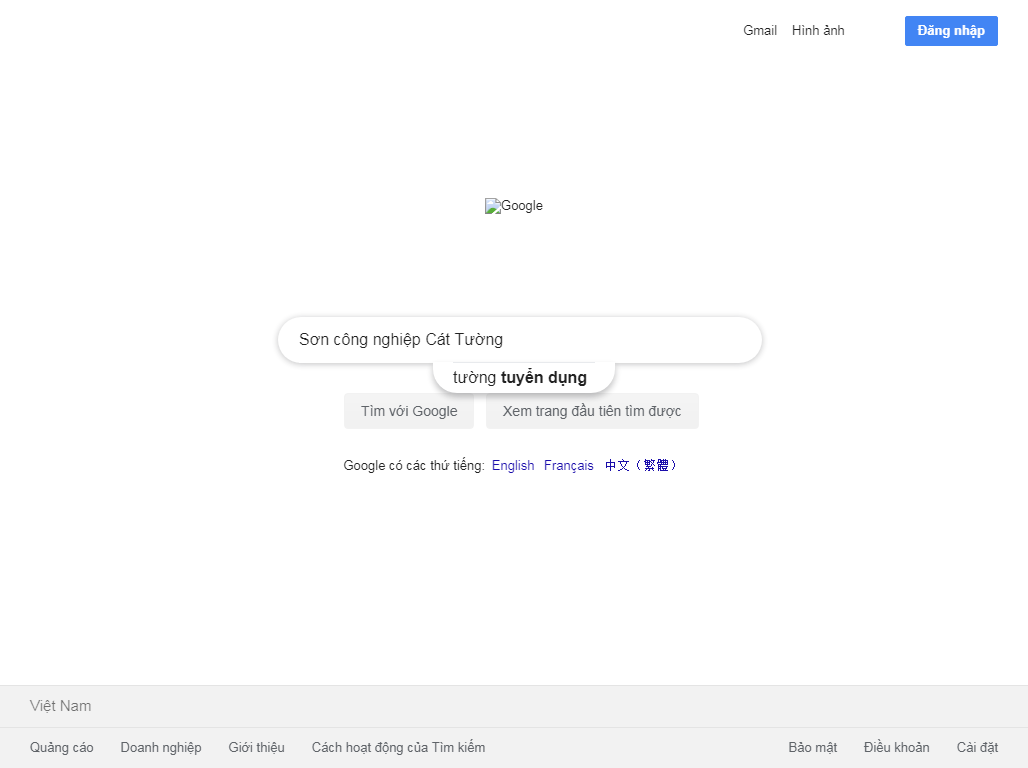 Gmail Hình ảnh Đăng nhập
Google
Sơn công nghiệp Cát Tường
tường tuyển dụng
Tìm với Google Xem trang đầu tiên tìm được
Google có các thứ tiếng: English Français 中文（繁體）
Việt Nam
Quảng cáo Doanh nghiệp Giới thiệu Cách hoạt động của Tìm kiếm Bảo mật Điều khoản Cài đặt